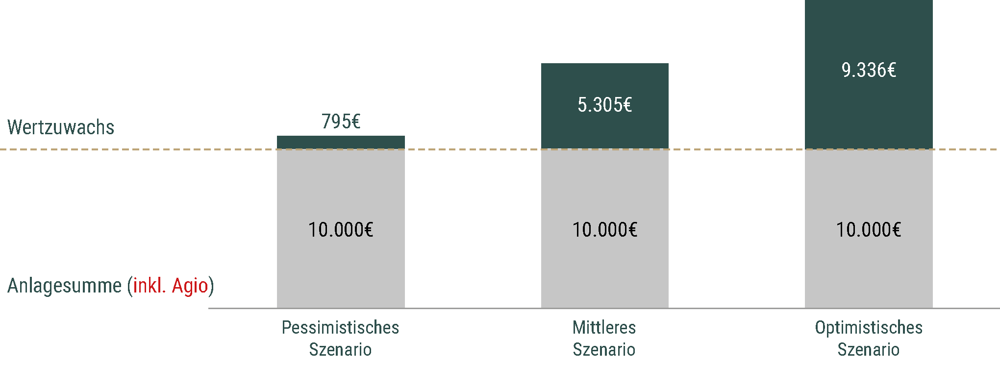 9.336€
5.305€
795€
Wertzuwachs
10.000€
10.000€
10.000€
Anlagesumme (inkl. Agio)
Pessimistisches
Szenario
Mittleres
Szenario
Optimistisches
Szenario